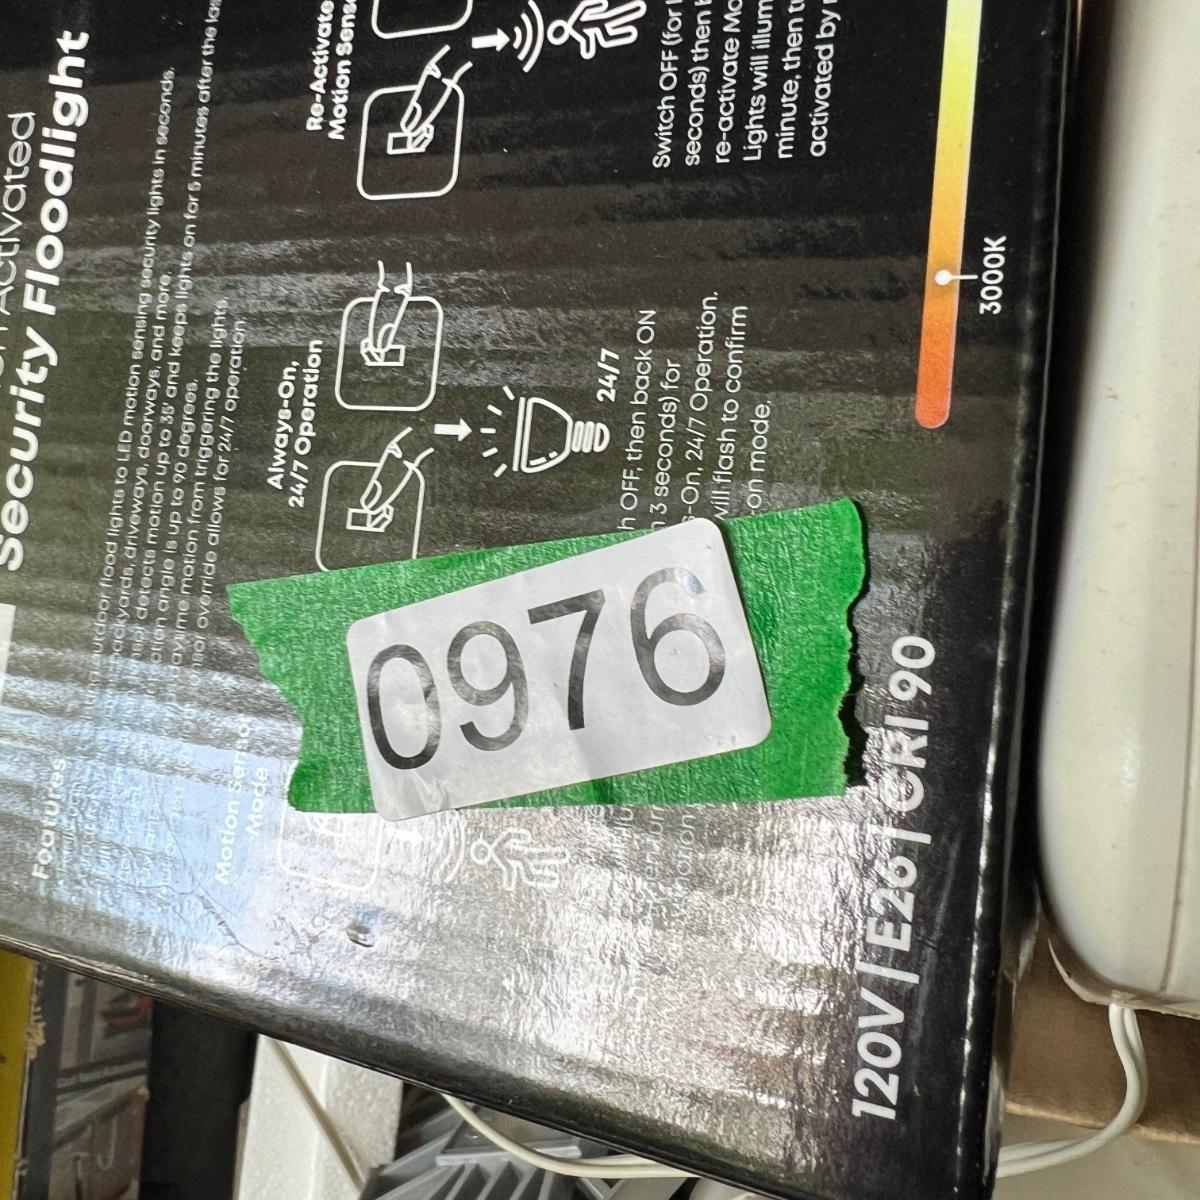 Activated
Security Floodlight
Features
outdoor flood lights to LED motion sensing security lights in seconds.
backyards, driveways, doorways, and more.
detects motion up to 35' and keeps lights on for 5 minutes after the las
angle is up to 90 degrees.
daytime motion from triggering the lights.
override allows for 24/7 operation.
Motion Sensor
Mode
Always-On,
24/7 Operation
24/7
h OFF, then back ON
n 3 seconds) for
s-On, 24/7 Operation.
will flash to confirm
on mode.
Re-Activate
Motion Sens
Switch OFF (for
seconds) then
re-activate Mo
Lights will illum
minute, then tu
activated by
0976
3000K
120V | E26 | CRI 90